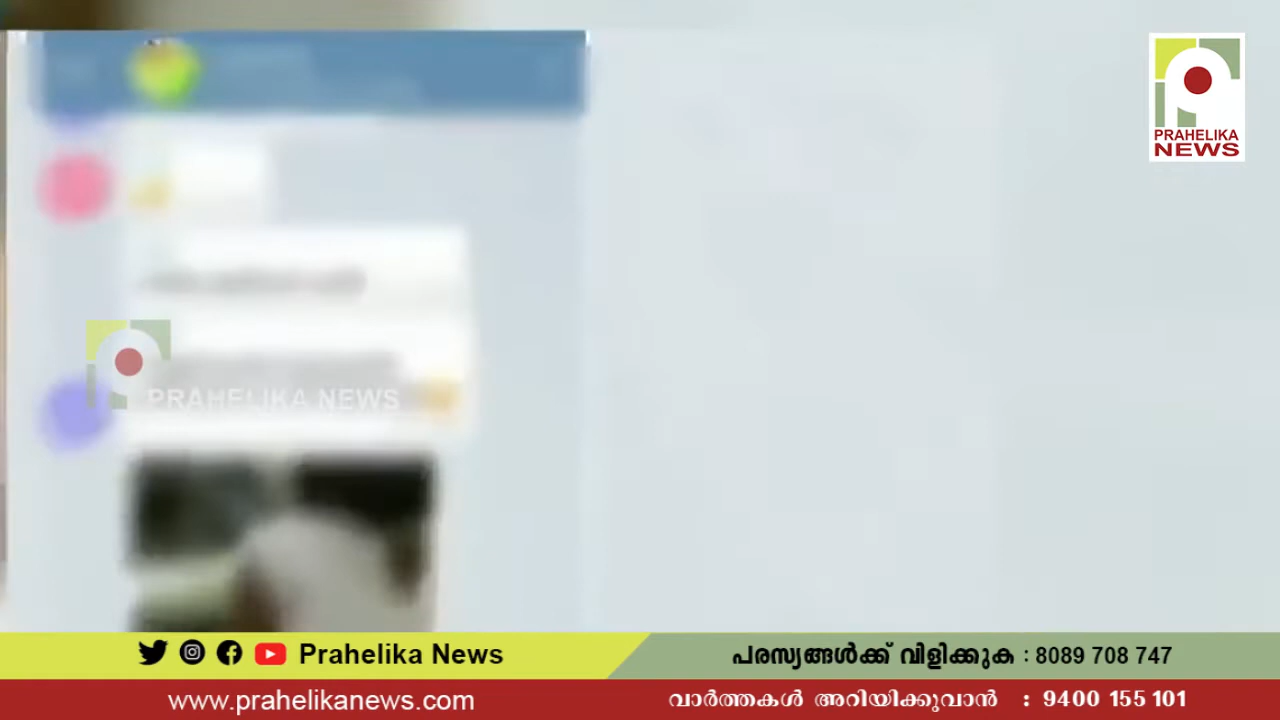 PRAHELIKA
NEWS
PRAHELIKA NEWS
Prahelika News
പരസ്യങ്ങൾക്ക് വിളിക്കുക : 8089 708 747
www.prahelikanews.com
വാർത്തകൾ അറിയിക്കുവാൻ : 9400 155 101